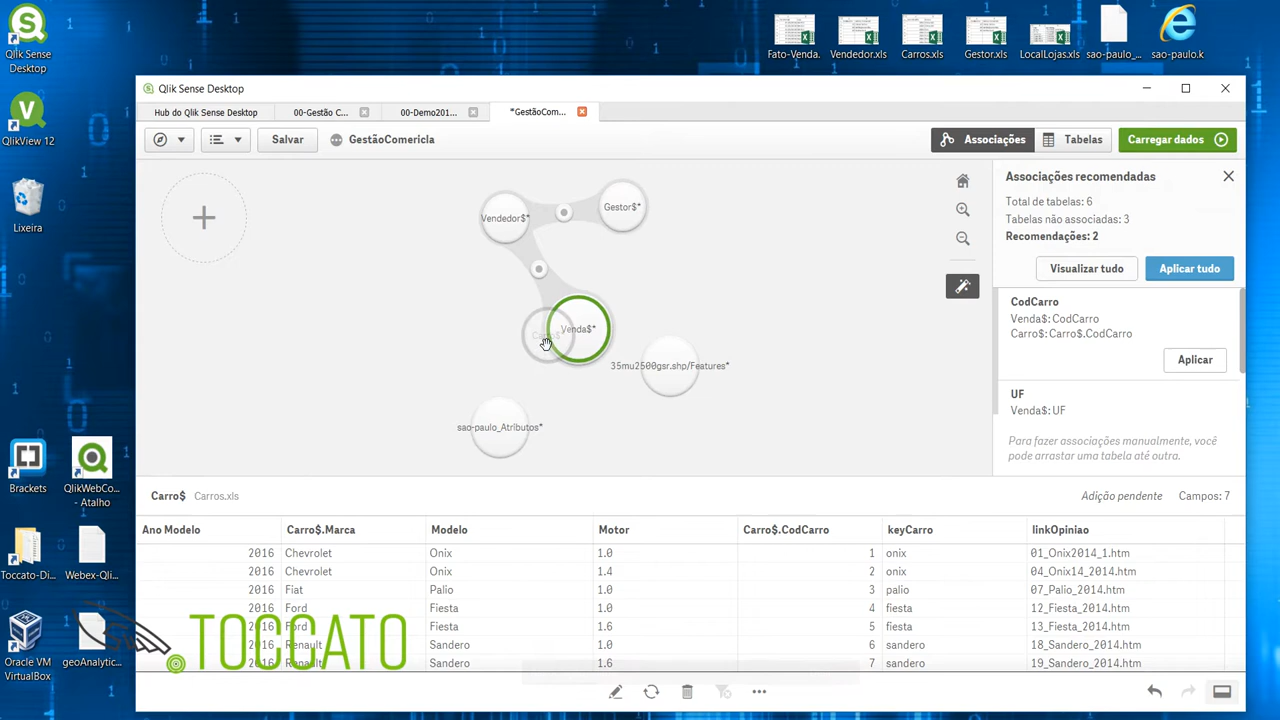 Qlik Sense
Desktop
QlikView 12
Lixeira
Brackets
QlikWebCo...
- Atalho
Toccato-Di...
Webex-Qli...
Oracle VM
VirtualBox
geoAnalytic...
Fato-Venda.
Vendedor.xls
Carros.xls
Gestor.xls
LocalLojas.xls
sao-paulo_...
sao-paulo.k
Qlik Sense Desktop
Hub do Qlik Sense Desktop
00-Gestão C...
00-Demo201...
*GestãoCom...
Salvar
GestãoComericla
Associações
Tabelas
Carregar dados
Vendedor$*
Gestor$*
Venda$*
35mu2500gsr.shp/Features*
sao-paulo_Atributos*
Associações recomendadas
Total de tabelas: 6
Tabelas não associadas: 3
Recomendações: 2
Visualizar tudo
Aplicar tudo
CodCarro
Venda$: CodCarro
Carro$: Carro$.CodCarro
Aplicar
UF
Venda$: UF
Para fazer associações manualmente, você
pode arrastar uma tabela até outra.
Carro$ Carros.xls
Adição pendente Campos: 7
Ano Modelo Carro$.Marca Modelo Motor Carro$.CodCarro keyCarro linkOpiniao
2016 Chevrolet Onix 1.0 1 onix 01_Onix2014_1.htm
2016 Chevrolet Onix 1.4 2 onix 04_Onix14_2014.htm
2016 Fiat Palio 1.0 3 palio 07_Palio_2014.htm
2016 Ford Fiesta 1.0 4 fiesta 12_Fiesta_2014.htm
2016 Ford Fiesta 1.6 5 fiesta 13_Fiesta_2014.htm
2016 Renault Sandero 1.0 6 sandero 18_Sandero_2014.htm
Renault Sandero 1.6 7 sandero 19_Sandero_2014.htm
TOCCATO